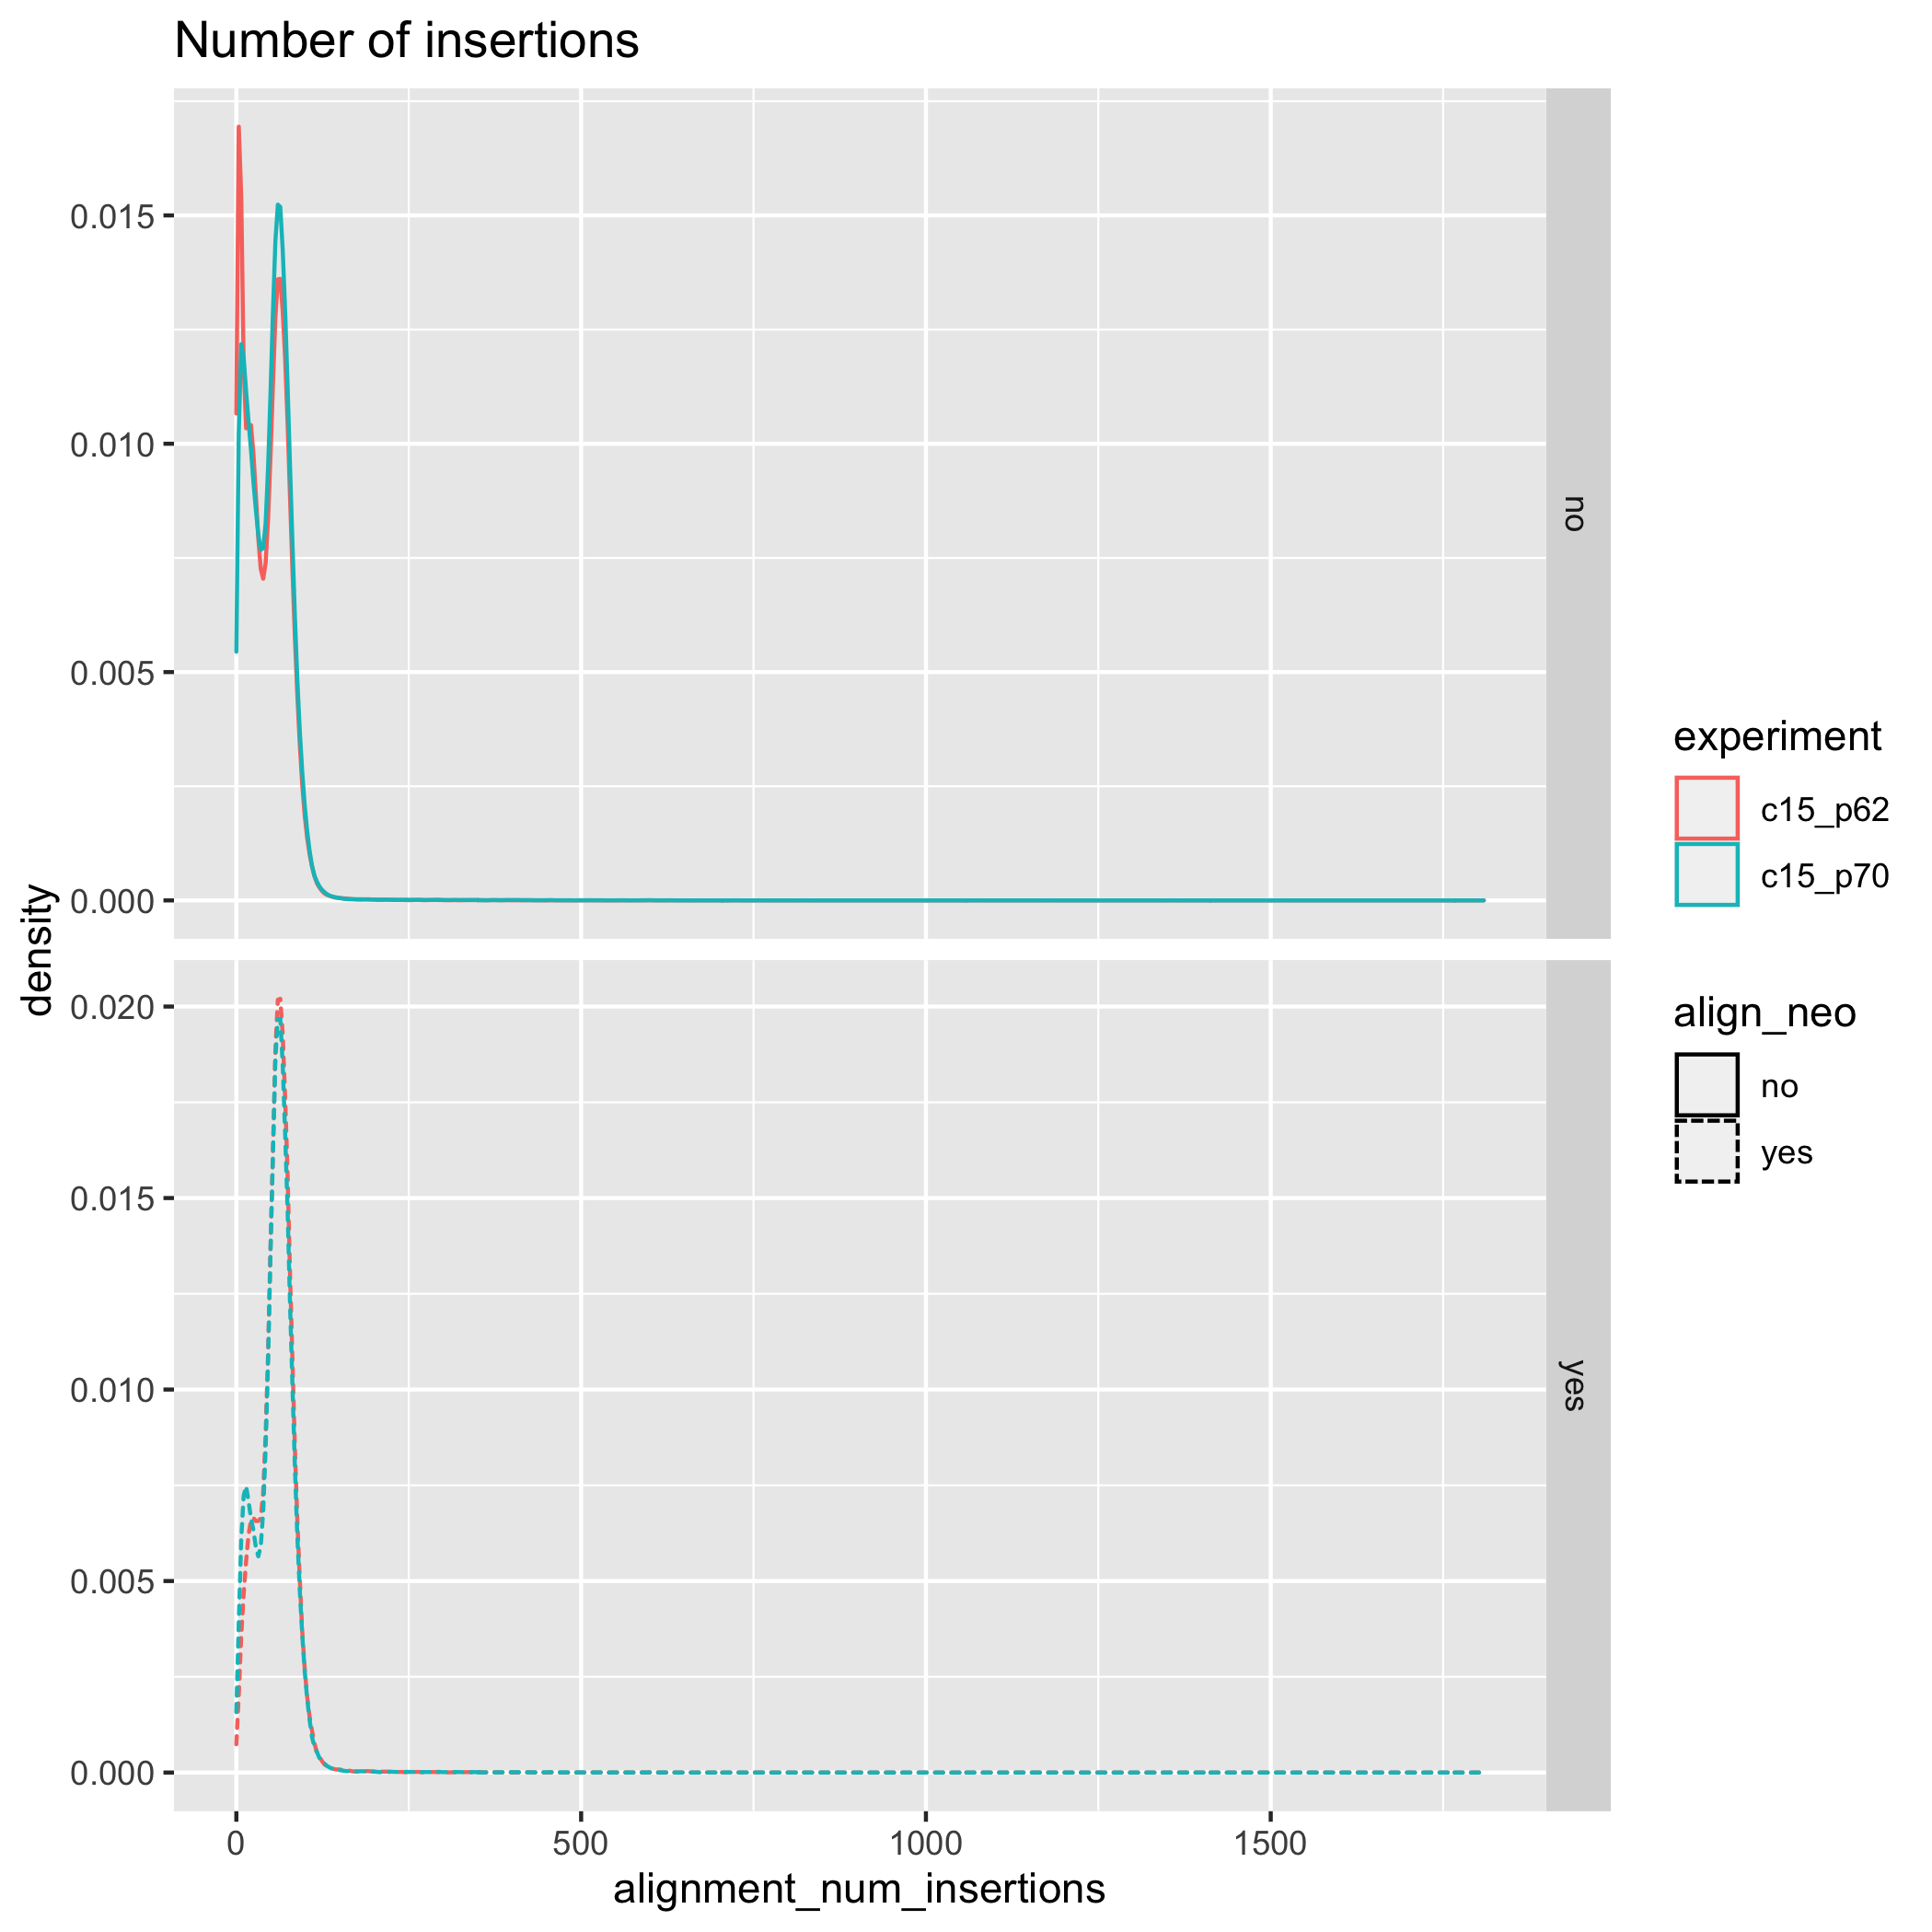 Number of insertions
0.015
0.010
0.005
0.000
no
0.020
0.015
0.010
0.005
0.000
yes
0
500
1000
1500
alignment_num_insertions
density
experiment
c15_p62
c15_p70
align_neo
no
yes